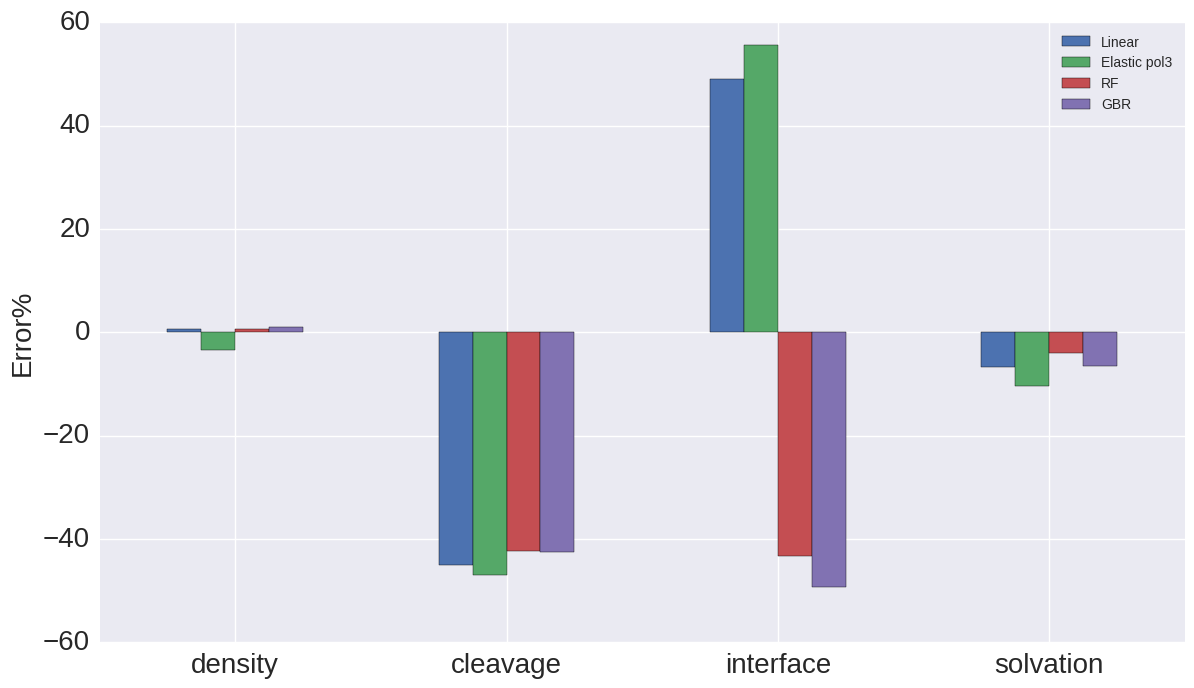 60
40
20
0
−20
−40
−60
Error%
density
cleavage
interface
solvation
Linear
Elastic pol3
RF
GBR